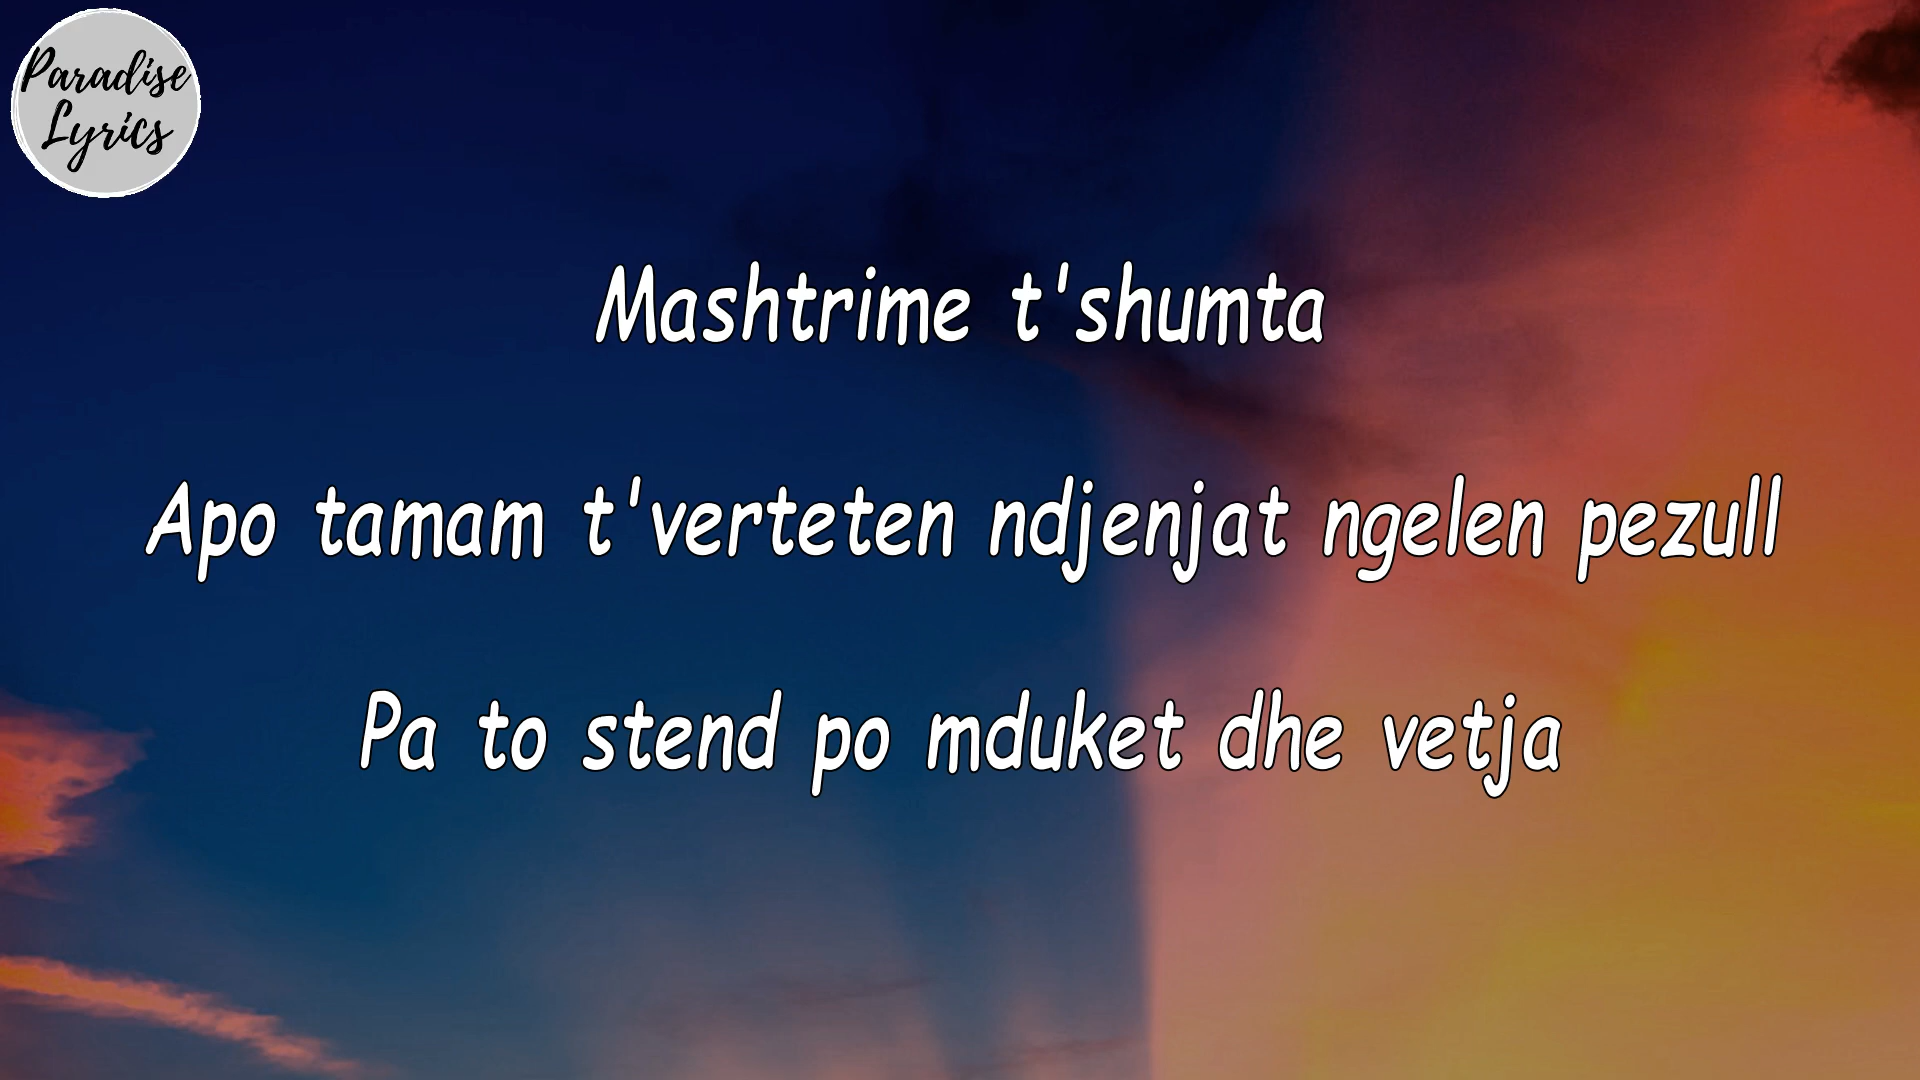 Paradise
Lyrics
Mashtrime t'shumta
Apo tamam t'verteten ndjenjat ngelen pezull
Pa to stend po mduket dhe vetja